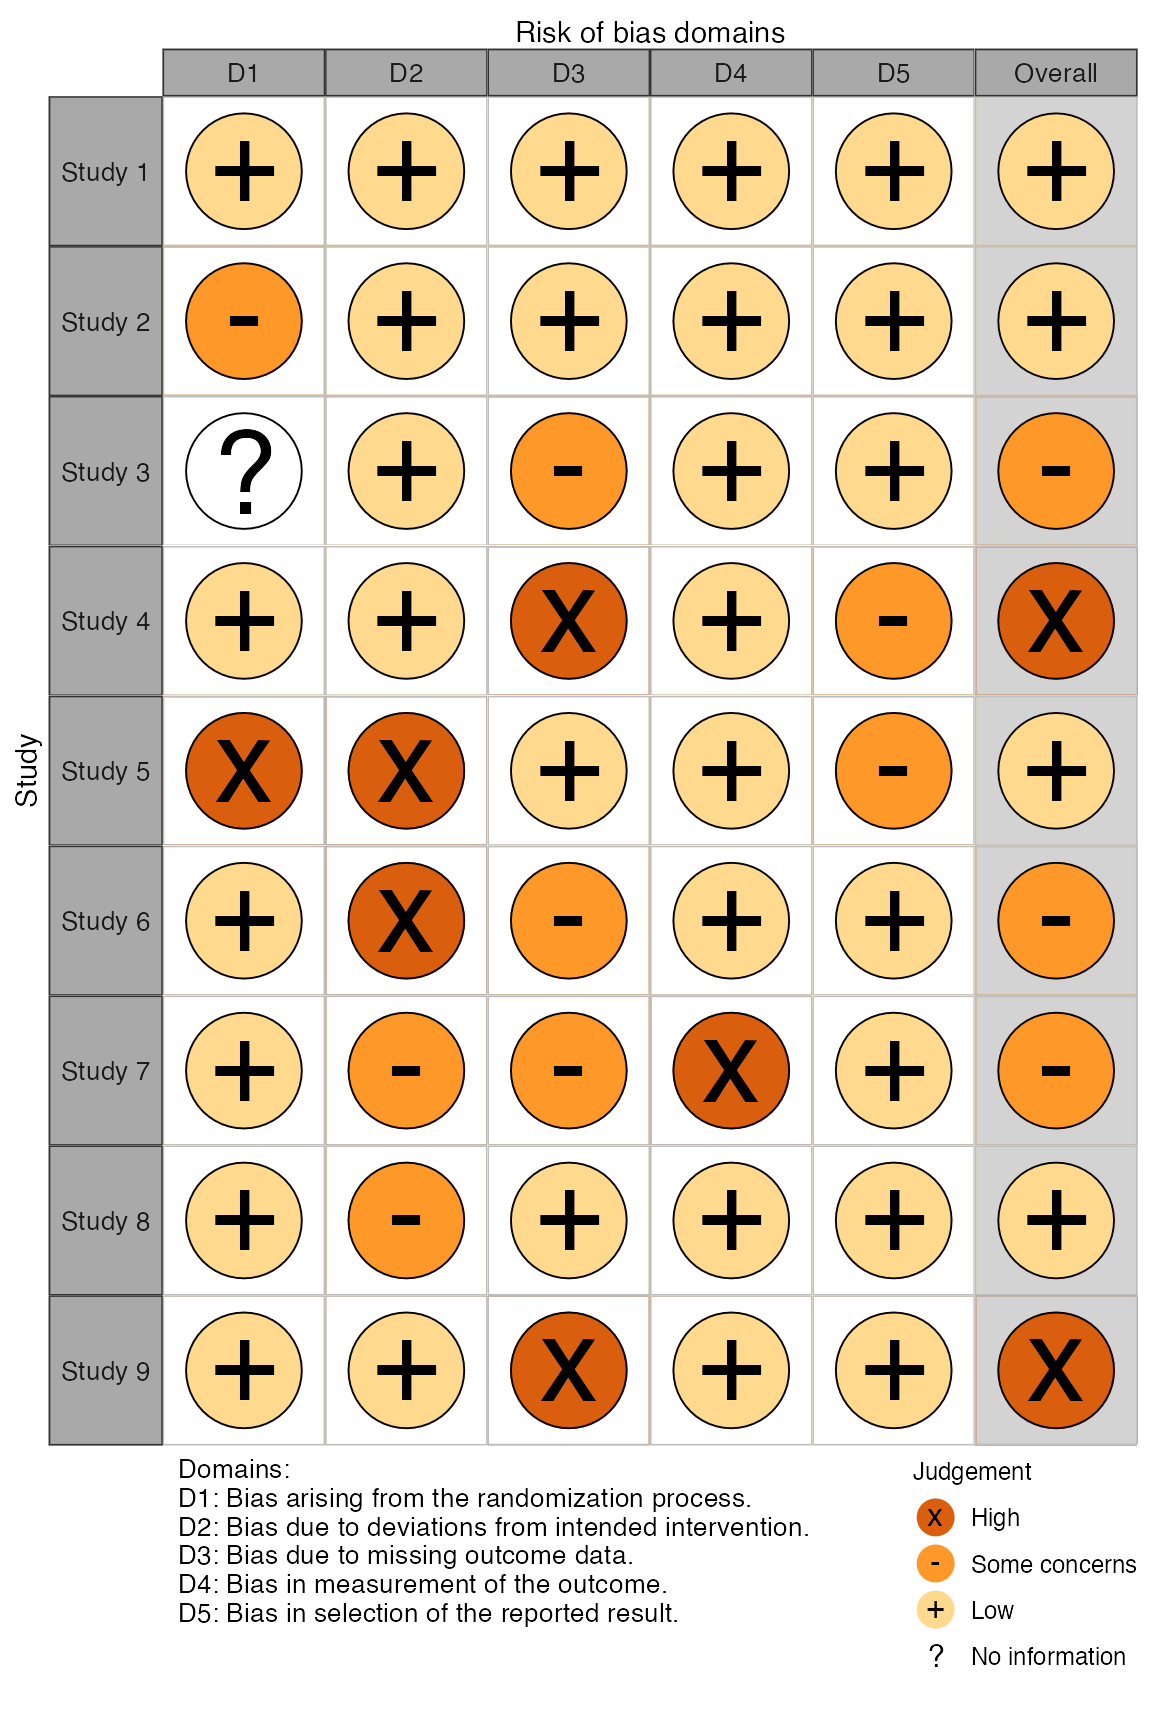 Risk of bias domains
D1 D2 D3 D4 D5 Overall
Study 1 + + + + + +
Study 2 - + + + + +
Study 3 ? + - + + -
Study 4 + + X + - X
Study
Study 5 X X + + - +
Study 6 + X - + + -
Study 7 + - - X + -
Study 8 + - + + + +
Study 9 + + X + + X
Domains:
D1: Bias arising from the randomization process.
D2: Bias due to deviations from intended intervention.
D3: Bias due to missing outcome data.
D4: Bias in measurement of the outcome.
D5: Bias in selection of the reported result.
Judgement
X High
- Some concerns
+ Low
? No information